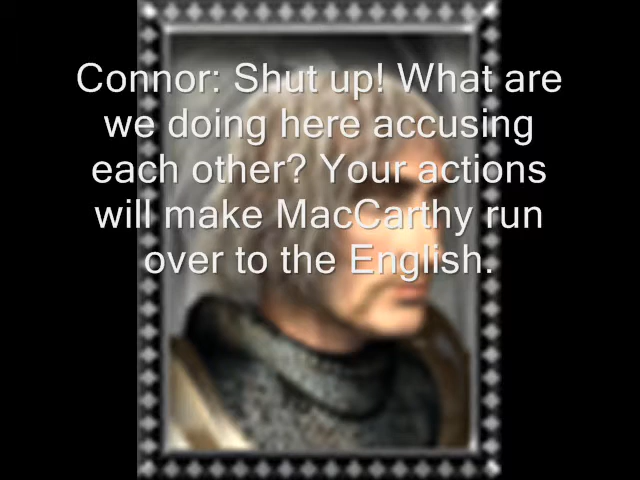 Connor: Shut up! What are
we doing here accusing
each other? Your actions
will make MacCarthy run
over to the English.